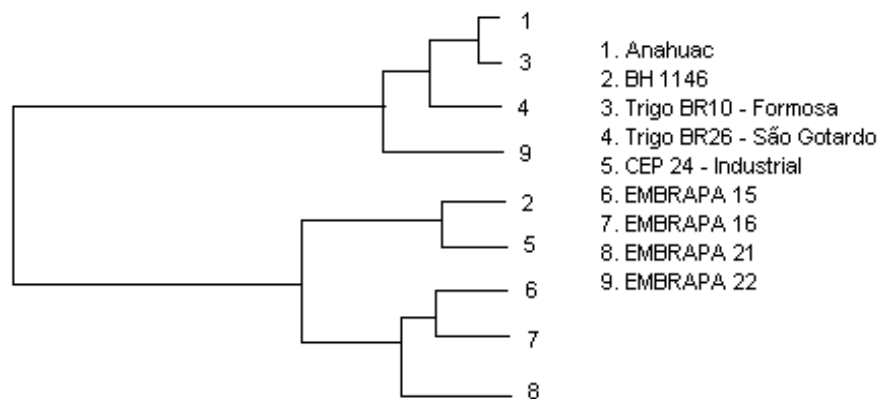 1
3
4
9
2
5
6
7
8
1. Anahuac
2. BH 1146
3. Trigo BR10 - Formosa
4. Trigo BR26 - São Gotardo
5. CEP 24 - Industrial
6. EMBRAPA 15
7. EMBRAPA 16
8. EMBRAPA 21
9. EMBRAPA 22